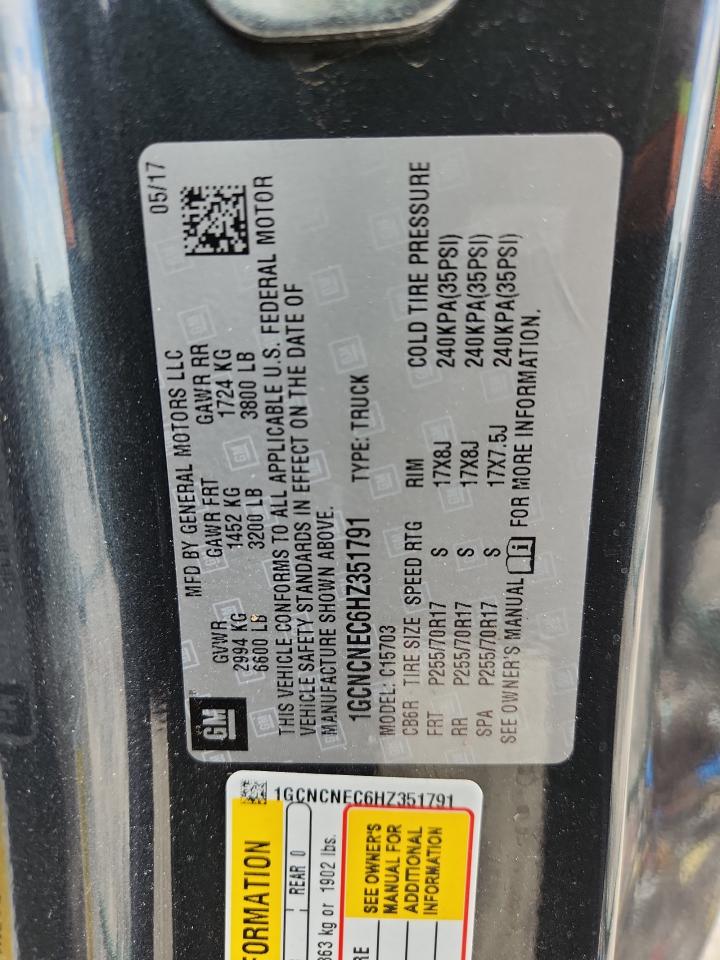 MFD BY GENERAL MOTORS LLC 05/17
GVWR GAWR FRT GAWR RR
2994 KG 1452 KG 1724 KG
6600 LB 3200 LB 3800 LB
GM
THIS VEHICLE CONFORMS TO ALL APPLICABLE U.S. FEDERAL MOTOR
VEHICLE SAFETY STANDARDS IN EFFECT ON THE DATE OF
MANUFACTURE SHOWN ABOVE.
1GCNCNEC6HZ351791 TYPE: TRUCK
MODEL: C15703
CB6R TIRE SIZE SPEED RTG RIM COLD TIRE PRESSURE
FRT P255/70R17 S 17X8J 240KPA(35PSI)
RR P255/70R17 S 17X8J 240KPA(35PSI)
SPA P255/70R17 S 17X7.5J 240KPA(35PSI)
SEE OWNER'S MANUAL i FOR MORE INFORMATION.
1GCNCNEC6HZ351791
ORMATION
REAR 0
863 kg or 1902 lbs.
RE
SEE OWNER'S
MANUAL FOR
ADDITIONAL
INFORMATION